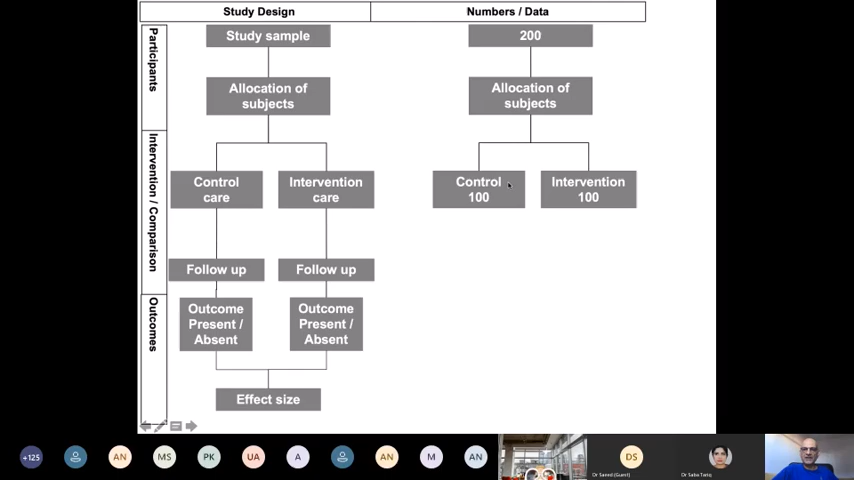 Study Design
Numbers / Data
Participants
Study sample
200
Allocation of
subjects
Allocation of
subjects
Intervention / Comparison
Control
care
Intervention
care
Control
100
Intervention
100
Follow up
Follow up
Outcomes
Outcome
Present /
Absent
Outcome
Present /
Absent
Effect size
+125
AN
MS
PK
UA
A
AN
M
AN
DS
Dr Saeed (Guest)
Dr Saba Tariq